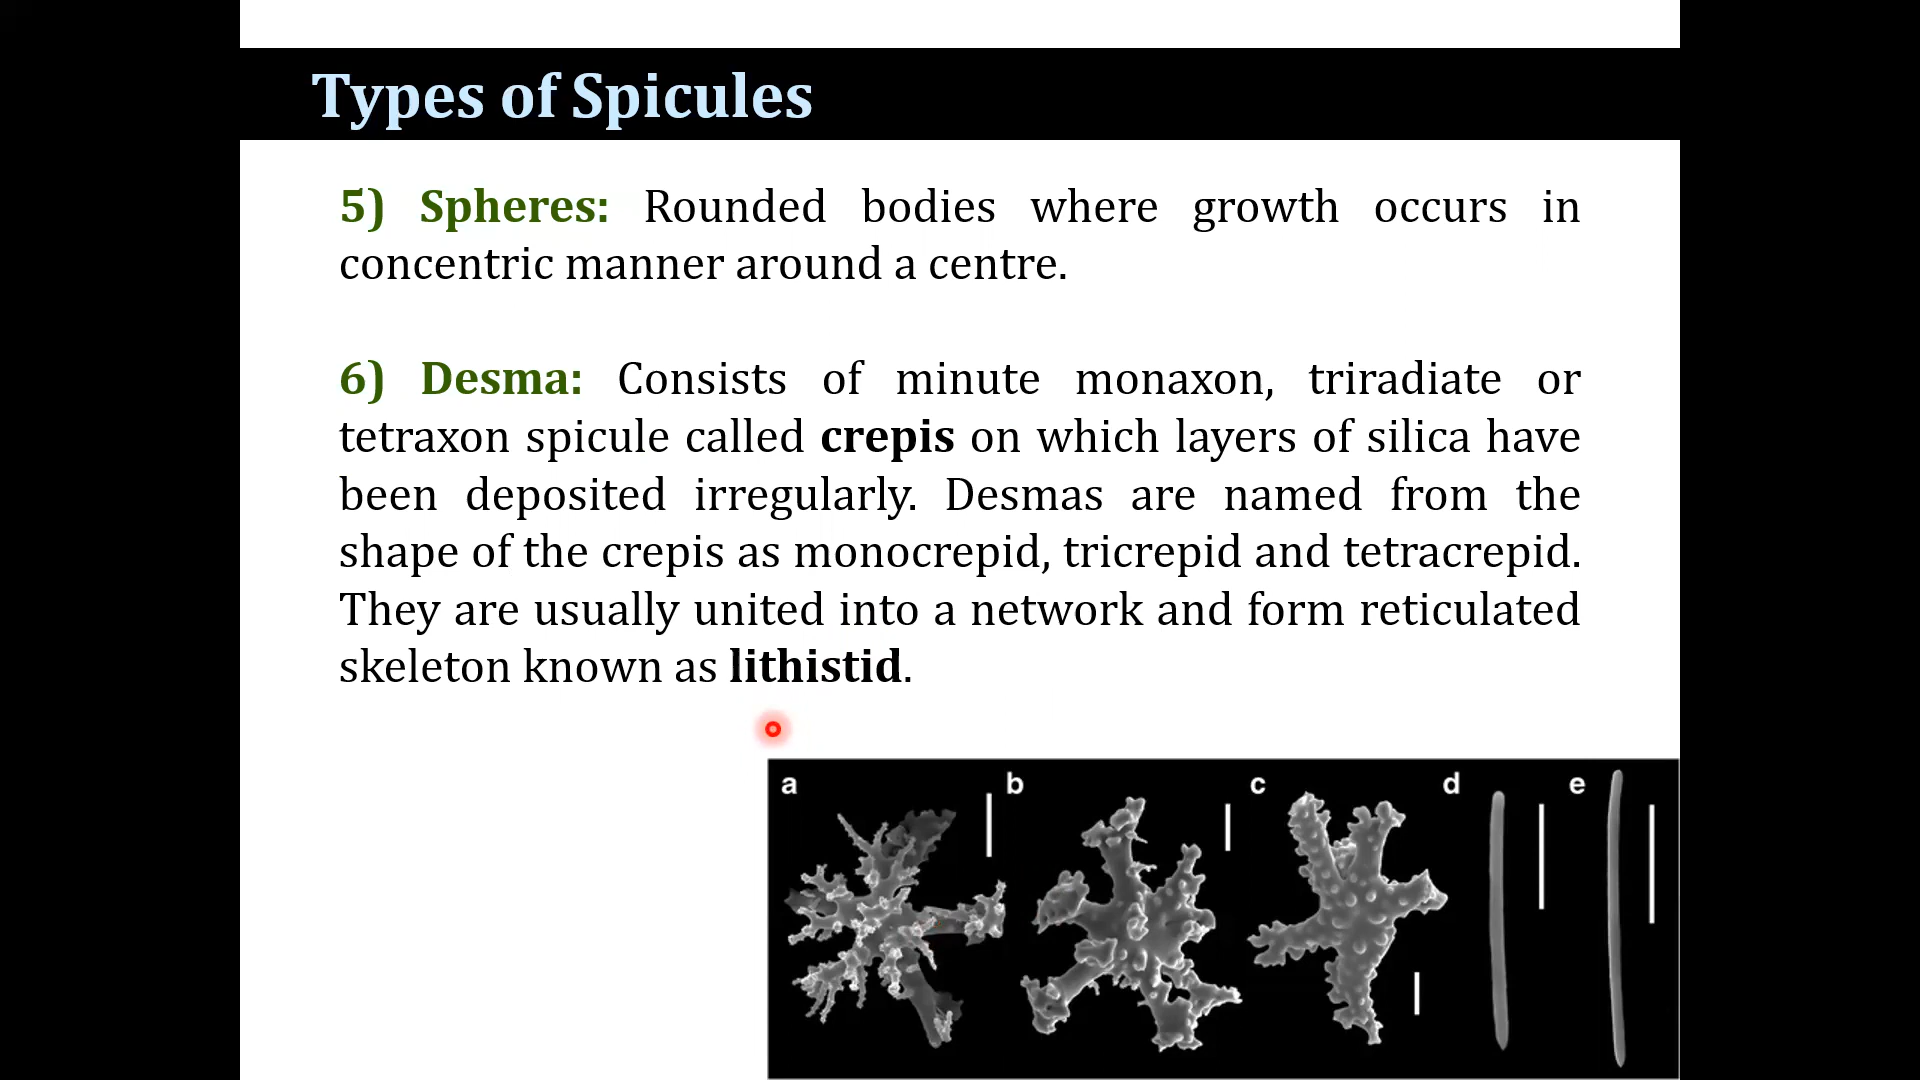 Types of Spicules
5) Spheres: Rounded bodies where growth occurs in
concentric manner around a centre.
6) Desma: Consists of minute monaxon, triradiate or
tetraxon spicule called crepis on which layers of silica have
been deposited irregularly. Desmas are named from the
shape of the crepis as monocrepid, tricrepid and tetracrepid.
They are usually united into a network and form reticulated
skeleton known as lithistid.
a b c d e